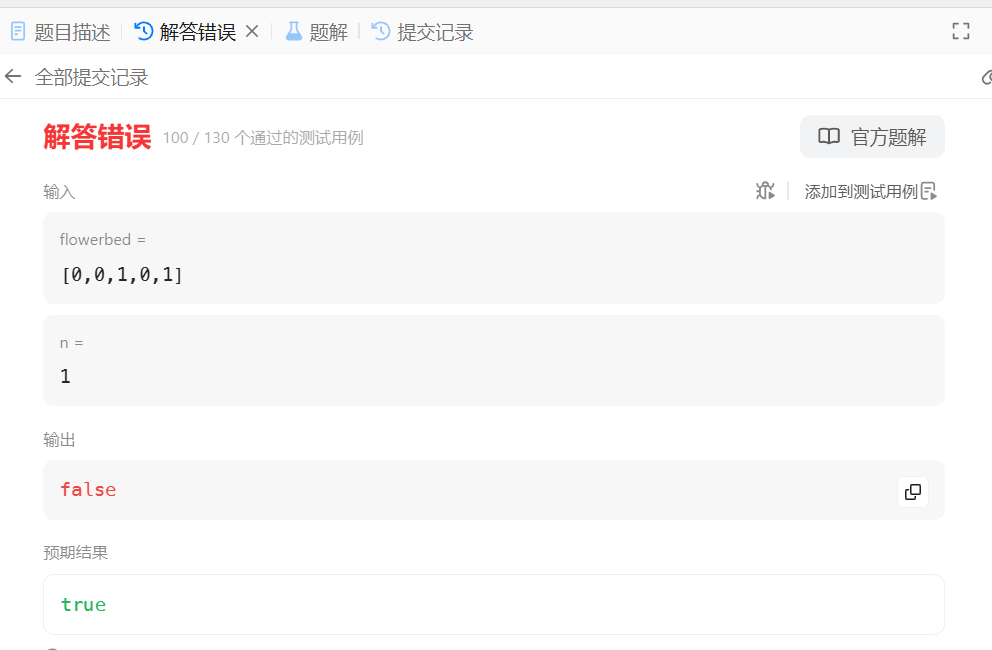 题目描述 解答错误 题解 提交记录
全部提交记录
解答错误 100 / 130 个通过的测试用例 官方题解
输入 添加到测试用例
flowerbed =
[0,0,1,0,1]
n =
1
输出
false
预期结果
true